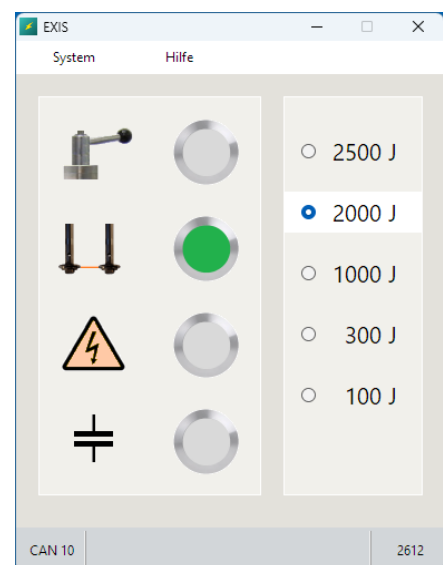 EXIS
System Hilfe
2500 J
2000 J
1000 J
300 J
100 J
CAN 10 2612